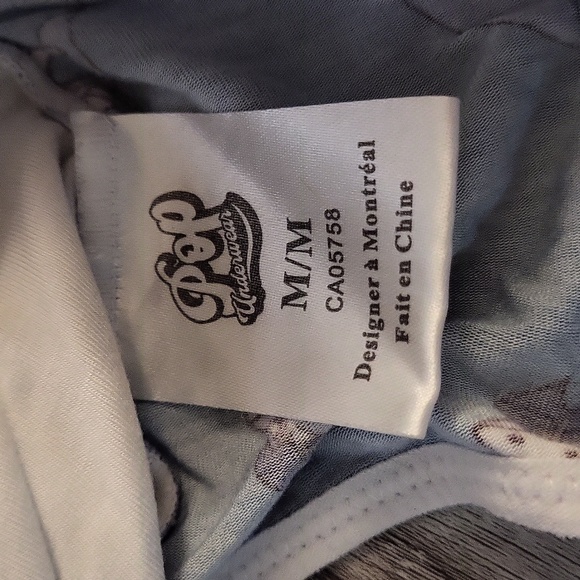 Pop
Underwear
M/M
CA05758
Designer à Montréal
Fait en Chine